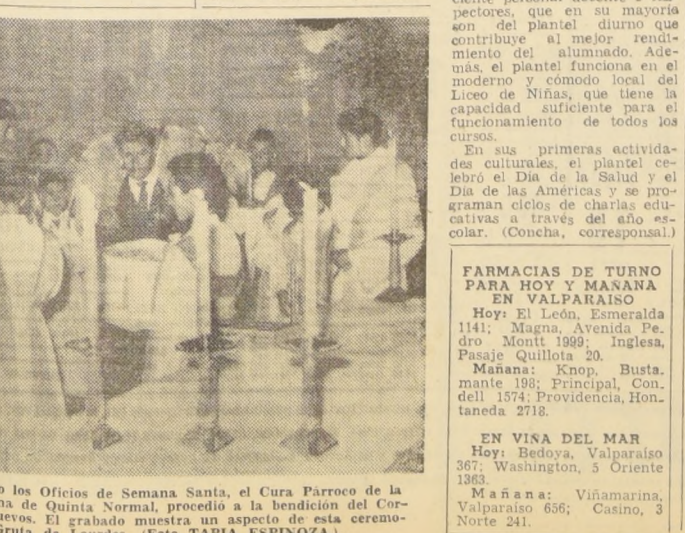 pectores, que en su mayoría
son del plantel diurno que
contribuye al mejor rendi-
miento del alumnado. Ade-
más, el plantel funciona en el
moderno y cómodo local del
Liceo de Niñas, que tiene la
capacidad suficiente para el
funcionamiento de todos los
cursos.
En sus primeras activida-
des culturales, el plantel ce-
lebró el Día de la Salud y el
Día de las Américas y se pro-
graman ciclos de charlas edu-
cativas a través del año es-
colar. (Concha, corresponsal.)
FARMACIAS DE TURNO
PARA HOY Y MAÑANA
EN VALPARAISO
Hoy: El León, Esmeralda
1141; Magna, Avenida Pe-
dro Montt 1999; Inglesa,
Pasaje Quillota 20.
Mañana: Knop, Busta-
mante 198; Principal, Con-
dell 1574; Providencia, Hon-
taneda 2718.
EN VIÑA DEL MAR
Hoy: Bedoya, Valparaíso
367; Washington, 5 Oriente
1363.
Mañana: Viñamarina,
Valparaíso 656; Casino, 3
Norte 241.
los Oficios de Semana Santa, el Cura Párroco de la
de Quinta Normal, procedió a la bendición del Cor-
El grabado muestra un aspecto de esta ceremo-
Gruta de Lourdes. (Foto TAPIA ESPINOZA.)